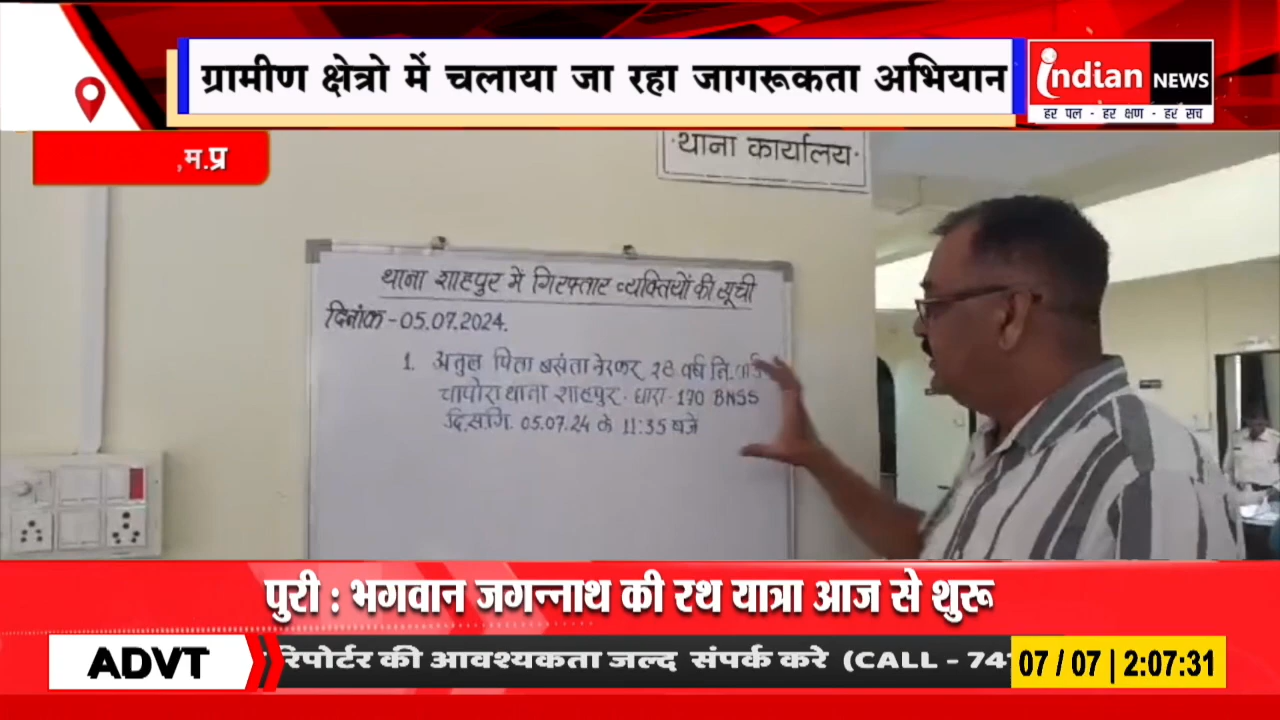 ग्रामीण क्षेत्रो में चलाया जा रहा जागरूकता अभियान
indian NEWS
हर पल - हर क्षण - हर सच
,म.प्र
·थाना कार्यालय·
थाना शाहपुर में गिरफ्तार व्यक्तियों की सूची
दिनांक - 05.07.2024.
1. अतुल पिता बसंता नेरकर, 28 वर्ष नि.
चापोरा थाना शाहपुर. धारा - 170 BNSS
05.07.24 के 11:35 बजे
पुरी : भगवान जगन्नाथ की रथ यात्रा आज से शुरू
ADVT
रिपोर्टर की आवश्यकता जल्द संपर्क करे (CALL - 74
07 / 07 | 2:07:31